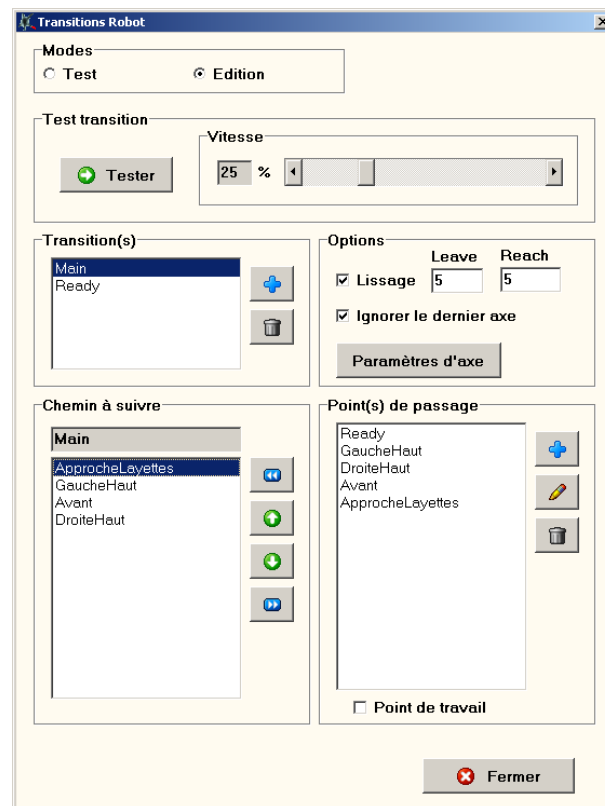 Transitions Robot
Modes
Test
Edition
Test transition
Tester
Vitesse
25 %
Transition(s)
Main
Ready
Options
Leave Reach
Lissage 5 5
Ignorer le dernier axe
Paramètres d'axe
Chemin à suivre
Main
ApprocheLayettes
GaucheHaut
Avant
DroiteHaut
Point(s) de passage
Ready
GaucheHaut
DroiteHaut
Avant
ApprocheLayettes
Point de travail
Fermer